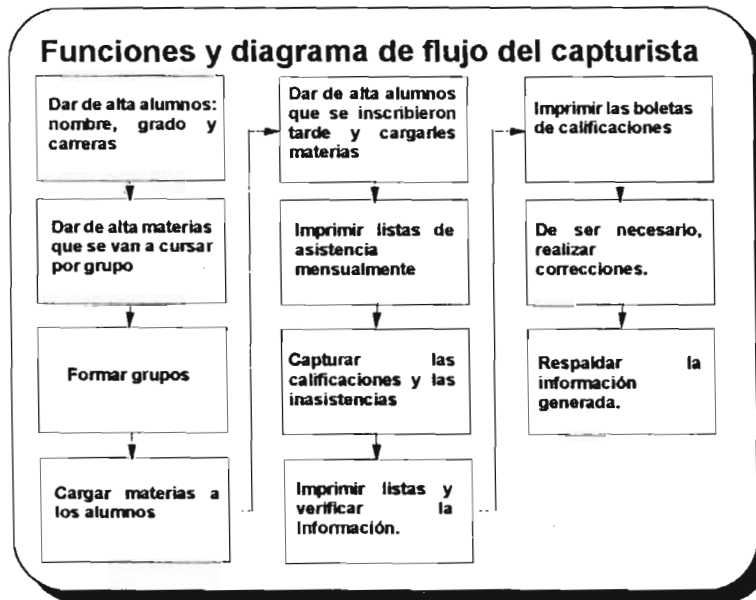 Funciones y diagrama de flujo del capturista
Dar de alta alumnos:
nombre, grado y
carreras
Dar de alta materias
que se van a cursar
por grupo
Formar grupos
Cargar materias a
los alumnos
Dar de alta alumnos
que se inscribieron
tarde y cargarles
materias
Imprimir listas de
asistencia
mensualmente
Capturar las
calificaciones y las
inasistencias
Imprimir listas y
verificar la
Información.
Imprimir las boletas
de calificaciones
De ser necesario,
realizar
correcciones.
Respaldar la
información
generada.